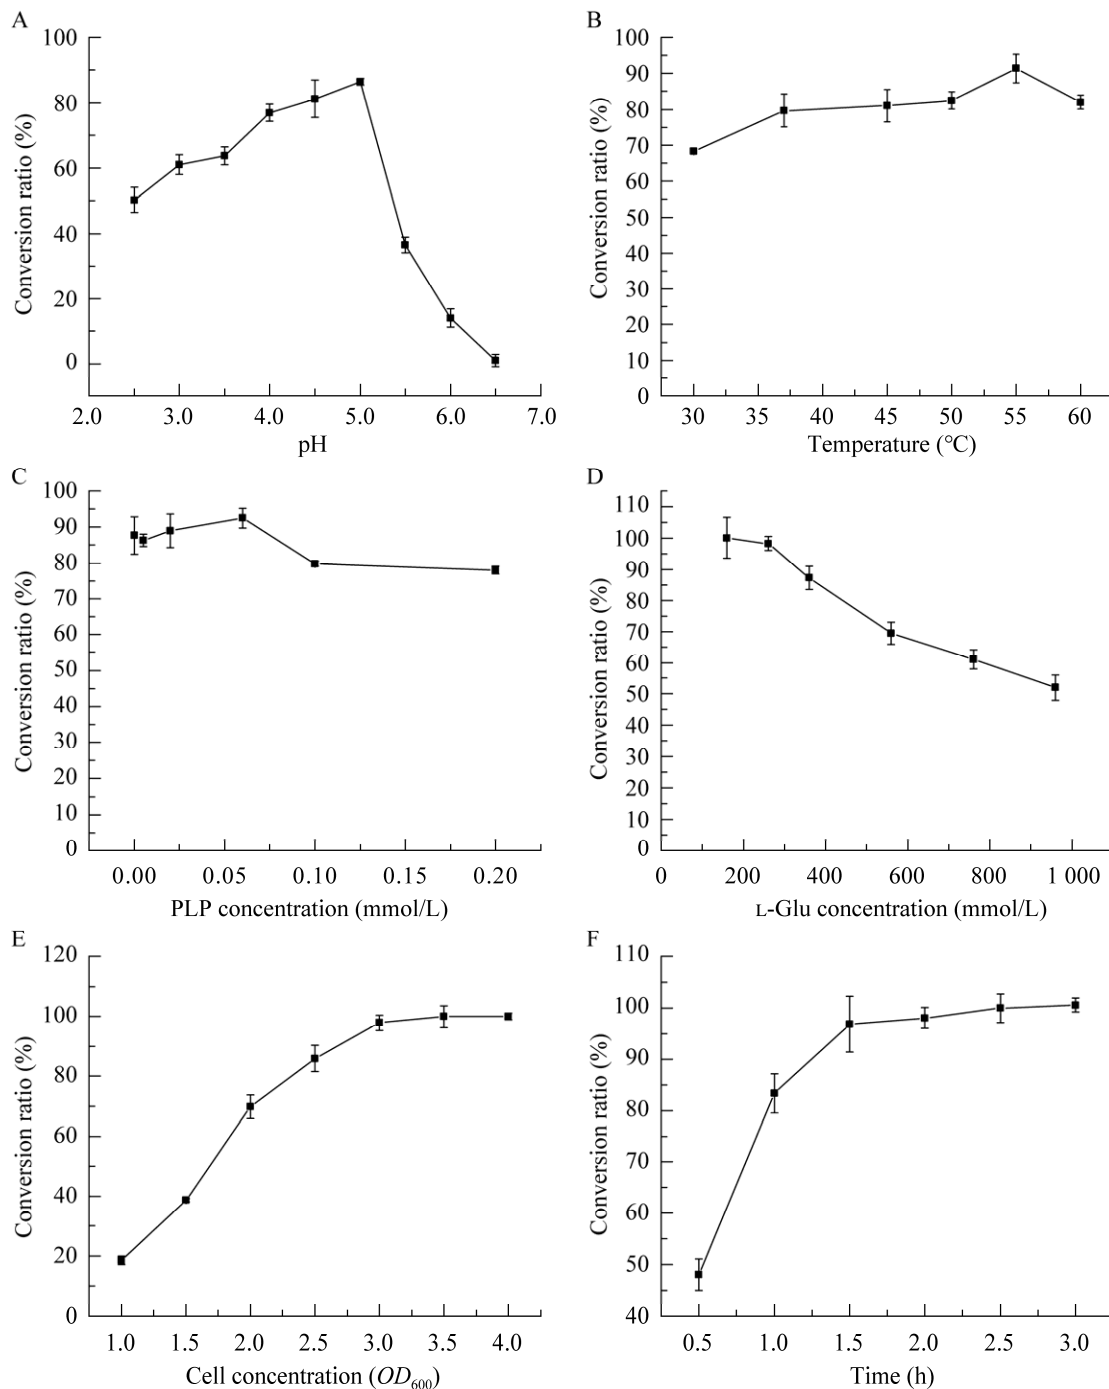 A
100
80
60
40
20
0
Conversion ratio (%)
2.0 3.0 4.0 5.0 6.0 7.0
pH
B
100
90
80
70
60
50
40
30
20
10
0
Conversion ratio (%)
30 35 40 45 50 55 60
Temperature (°C)
C
100
90
80
70
60
50
40
30
20
10
0
Conversion ratio (%)
0.00 0.05 0.10 0.15 0.20
PLP concentration (mmol/L)
D
110
100
90
80
70
60
50
40
30
20
10
0
Conversion ratio (%)
0 200 400 600 800 1 000
L-Glu concentration (mmol/L)
E
120
100
80
60
40
20
0
Conversion ratio (%)
1.0 1.5 2.0 2.5 3.0 3.5 4.0
Cell concentration (OD600)
F
110
100
90
80
70
60
50
40
Conversion ratio (%)
0.5 1.0 1.5 2.0 2.5 3.0
Time (h)